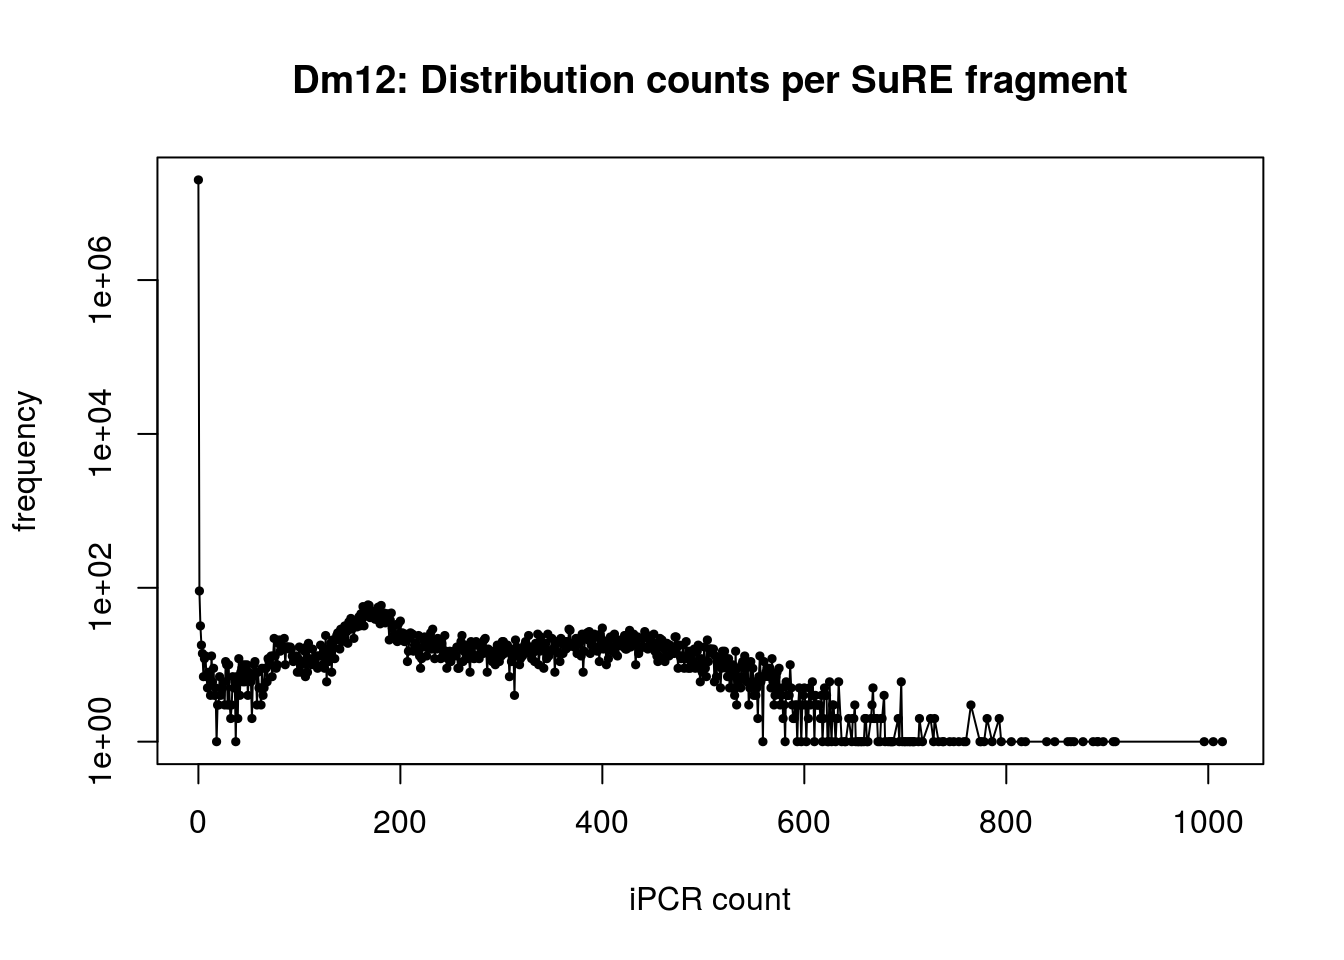 Dm12: Distribution counts per SuRE fragment
frequency
1e+06
1e+04
1e+02
1e+00
0 200 400 600 800 1000
iPCR count